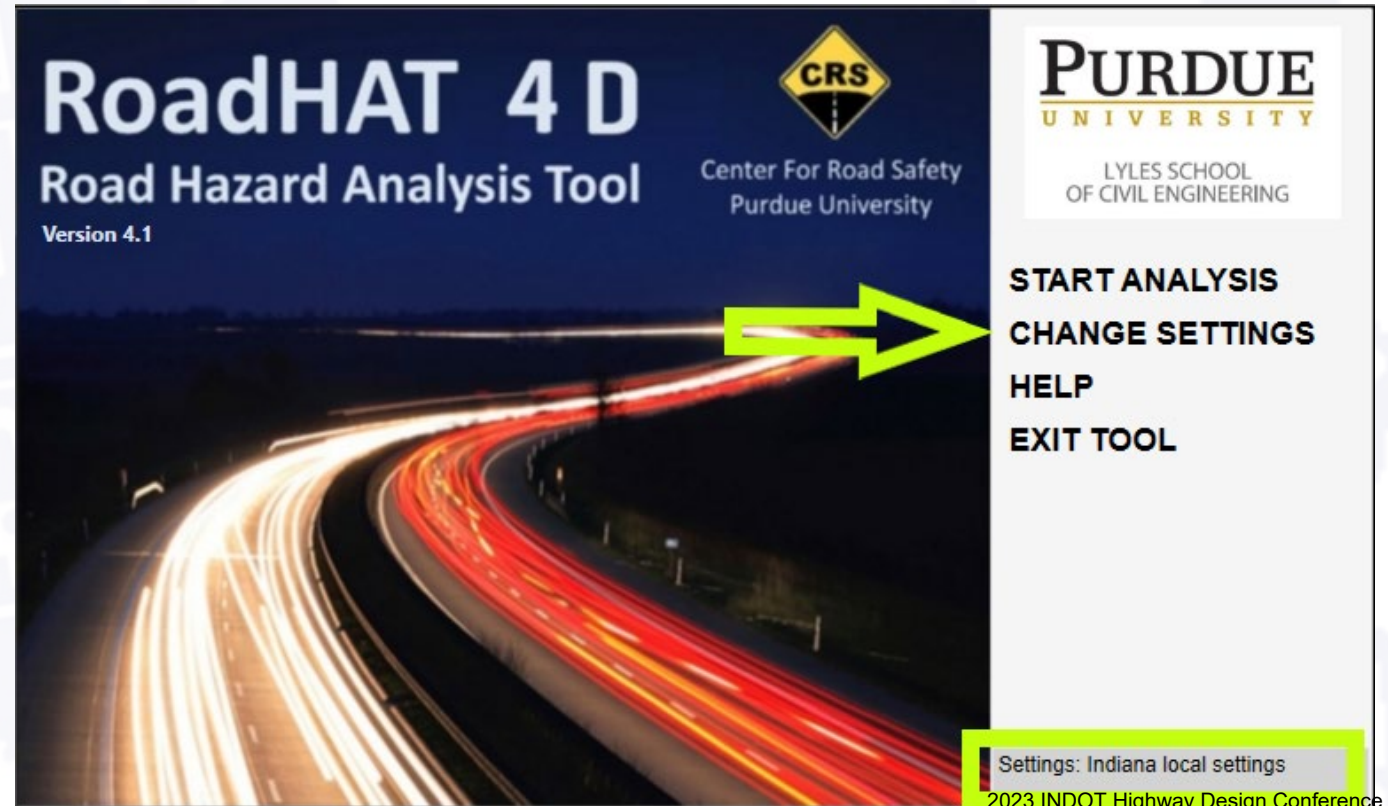 RoadHAT 4 D
Road Hazard Analysis Tool
Version 4.1
CRS
Center For Road Safety
Purdue University
PURDUE
UNIVERSITY
LYLES SCHOOL
OF CIVIL ENGINEERING
START ANALYSIS
CHANGE SETTINGS
HELP
EXIT TOOL
Settings: Indiana local settings
2023 INDOT Highway Design Conference